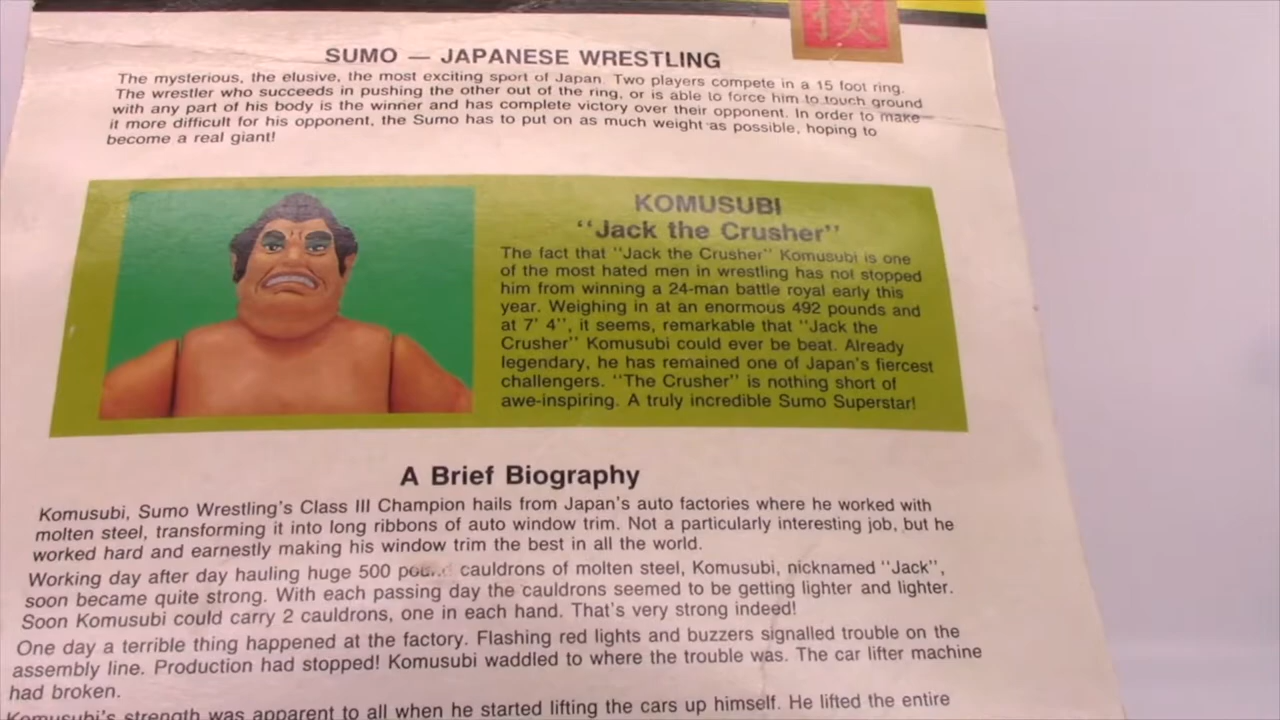 撲
SUMO — JAPANESE WRESTLING
The mysterious, the elusive, the most exciting sport of Japan. Two players compete in a 15 foot ring.
The wrestler who succeeds in pushing the other out of the ring, or is able to force him to touch ground
with any part of his body is the winner and has complete victory over their opponent. In order to make
it more difficult for his opponent, the Sumo has to put on as much weight as possible, hoping to
become a real giant!
KOMUSUBI
"Jack the Crusher"
The fact that "Jack the Crusher" Komusubi is one
of the most hated men in wrestling has not stopped
him from winning a 24-man battle royal early this
year. Weighing in at an enormous 492 pounds and
at 7' 4", it seems, remarkable that "Jack the
Crusher" Komusubi could ever be beat. Already
legendary, he has remained one of Japan's fiercest
challengers. "The Crusher" is nothing short of
awe-inspiring. A truly incredible Sumo Superstar!
A Brief Biography
Komusubi, Sumo Wrestling's Class III Champion hails from Japan's auto factories where he worked with
molten steel, transforming it into long ribbons of auto window trim. Not a particularly interesting job, but he
worked hard and earnestly making his window trim the best in all the world.
Working day after day hauling huge 500 cauldrons of molten steel, Komusubi, nicknamed "Jack",
soon became quite strong. With each passing day the cauldrons seemed to be getting lighter and lighter.
Soon Komusubi could carry 2 cauldrons, one in each hand. That's very strong indeed!
One day a terrible thing happened at the factory. Flashing red lights and buzzers signalled trouble on the
assembly line. Production had stopped! Komusubi waddled to where the trouble was. The car lifter machine
had broken.
Komusubi's strength was apparent to all when he started lifting the cars up himself. He lifted the entire